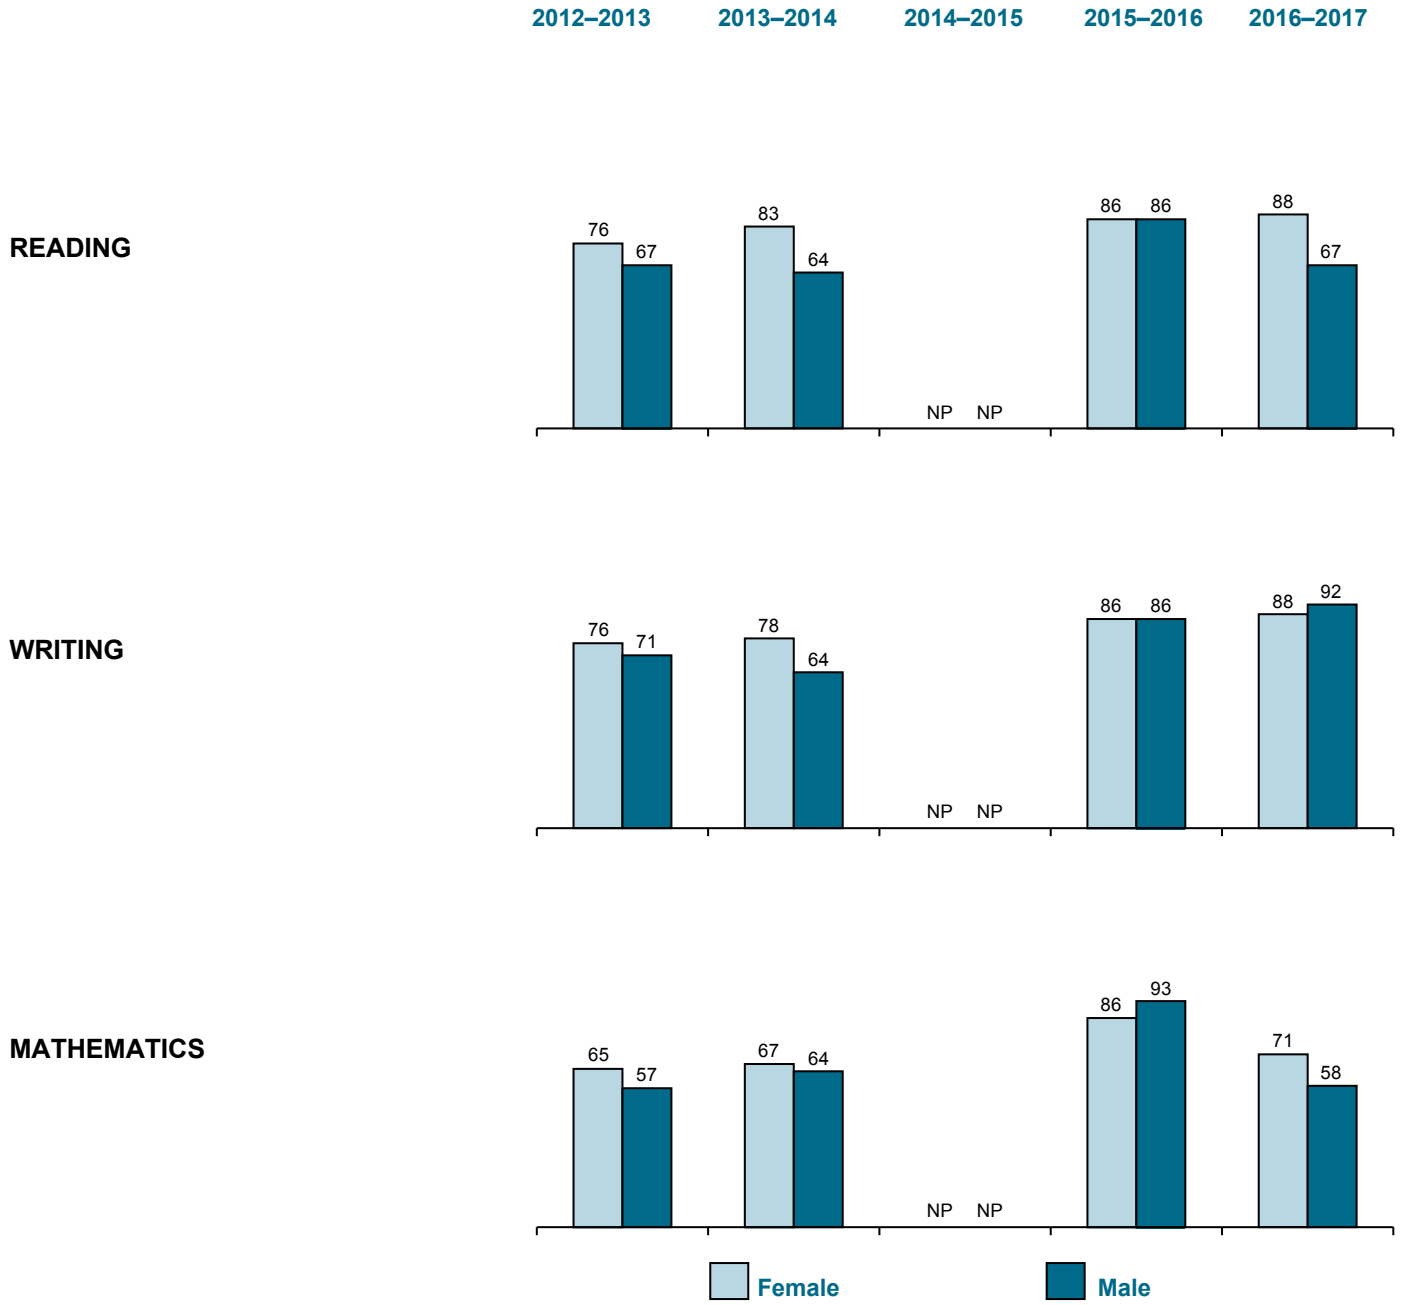 2012–2013 2013–2014 2014–2015 2015–2016 2016–2017
READING
76 67 83 64 NP NP 86 86 88 67
WRITING
76 71 78 64 NP NP 86 86 88 92
MATHEMATICS
65 57 67 64 NP NP 86 93 71 58
Female Male